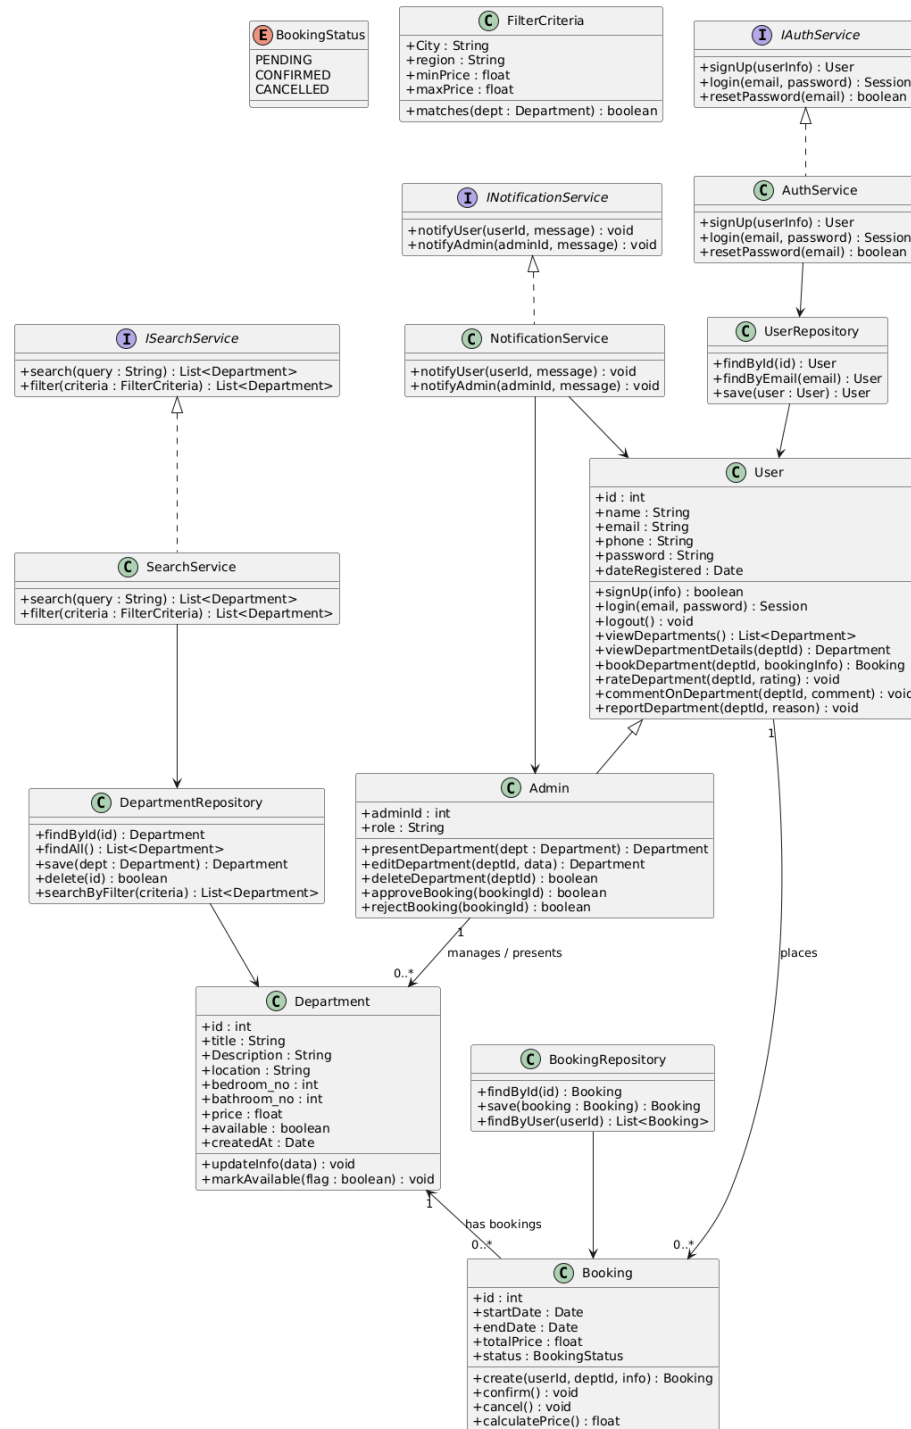 E BookingStatus
PENDING
CONFIRMED
CANCELLED
C FilterCriteria
+City : String
+region : String
+minPrice : float
+maxPrice : float
+matches(dept : Department) : boolean
I IAuthService
+signUp(userInfo) : User
+login(email, password) : Session
+resetPassword(email) : boolean
C AuthService
+signUp(userInfo) : User
+login(email, password) : Session
+resetPassword(email) : boolean
I INotificationService
+notifyUser(userId, message) : void
+notifyAdmin(adminId, message) : void
C NotificationService
+notifyUser(userId, message) : void
+notifyAdmin(adminId, message) : void
C UserRepository
+findById(id) : User
+findByEmail(email) : User
+save(user : User) : User
I ISearchService
+search(query : String) : List<Department>
+filter(criteria : FilterCriteria) : List<Department>
C SearchService
+search(query : String) : List<Department>
+filter(criteria : FilterCriteria) : List<Department>
C User
+id : int
+name : String
+email : String
+phone : String
+password : String
+dateRegistered : Date
+signUp(info) : boolean
+login(email, password) : Session
+logout() : void
+viewDepartments() : List<Department>
+viewDepartmentDetails(deptId) : Department
+bookDepartment(deptId, bookingInfo) : Booking
+rateDepartment(deptId, rating) : void
+commentOnDepartment(deptId, comment) : void
+reportDepartment(deptId, reason) : void
1
C DepartmentRepository
+findById(id) : Department
+findAll() : List<Department>
+save(dept : Department) : Department
+delete(id) : boolean
+searchByFilter(criteria) : List<Department>
C Admin
+adminId : int
+role : String
+presentDepartment(dept : Department) : Department
+editDepartment(deptId, data) : Department
+deleteDepartment(deptId) : boolean
+approveBooking(bookingId) : boolean
+rejectBooking(bookingId) : boolean
1
manages / presents
0..*
places
C Department
+id : int
+title : String
+Description : String
+location : String
+bedroom_no : int
+bathroom_no : int
+price : float
+available : boolean
+createdAt : Date
+updateInfo(data) : void
+markAvailable(flag : boolean) : void
C BookingRepository
+findById(id) : Booking
+save(booking : Booking) : Booking
+findByUser(userId) : List<Booking>
1
has bookings
0..*
0..*
C Booking
+id : int
+startDate : Date
+endDate : Date
+totalPrice : float
+status : BookingStatus
+create(userId, deptId, info) : Booking
+confirm() : void
+cancel() : void
+calculatePrice() : float